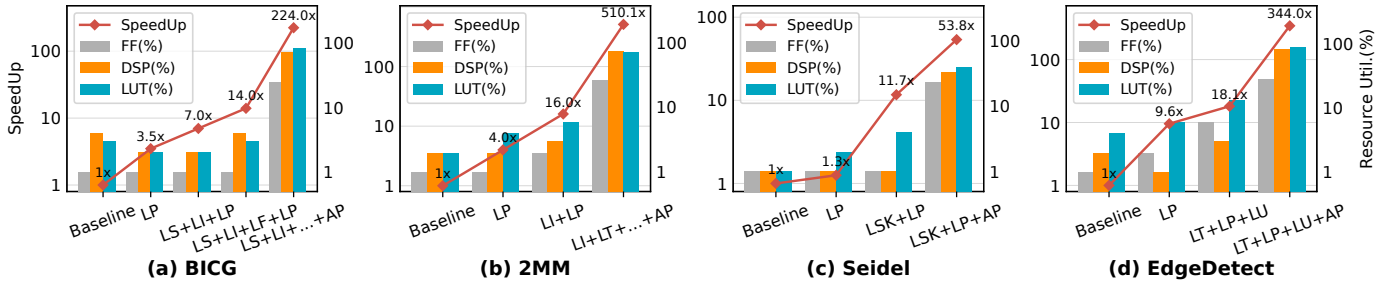 SpeedUp
100
10
1
SpeedUp
FF(%)
DSP(%)
LUT(%)
1x
3.5x
7.0x
14.0x
224.0x
100
10
1
Baseline
LP
LS+LI+LP
LS+LI+LF+LP
LS+LI+...+AP
(a) BICG
100
10
1
SpeedUp
FF(%)
DSP(%)
LUT(%)
1x
4.0x
16.0x
510.1x
100
10
1
Baseline
LP
LI+LP
LI+LT+...+AP
(b) 2MM
100
10
1
SpeedUp
FF(%)
DSP(%)
LUT(%)
1x
1.3x
11.7x
53.8x
100
10
1
Baseline
LP
LSK+LP
LSK+LP+AP
(c) Seidel
100
10
1
SpeedUp
FF(%)
DSP(%)
LUT(%)
1x
9.6x
18.1x
344.0x
100
10
1
Resource Util.(%)
Baseline
LP
LT+LP+LU
LT+LP+LU+AP
(d) EdgeDetect